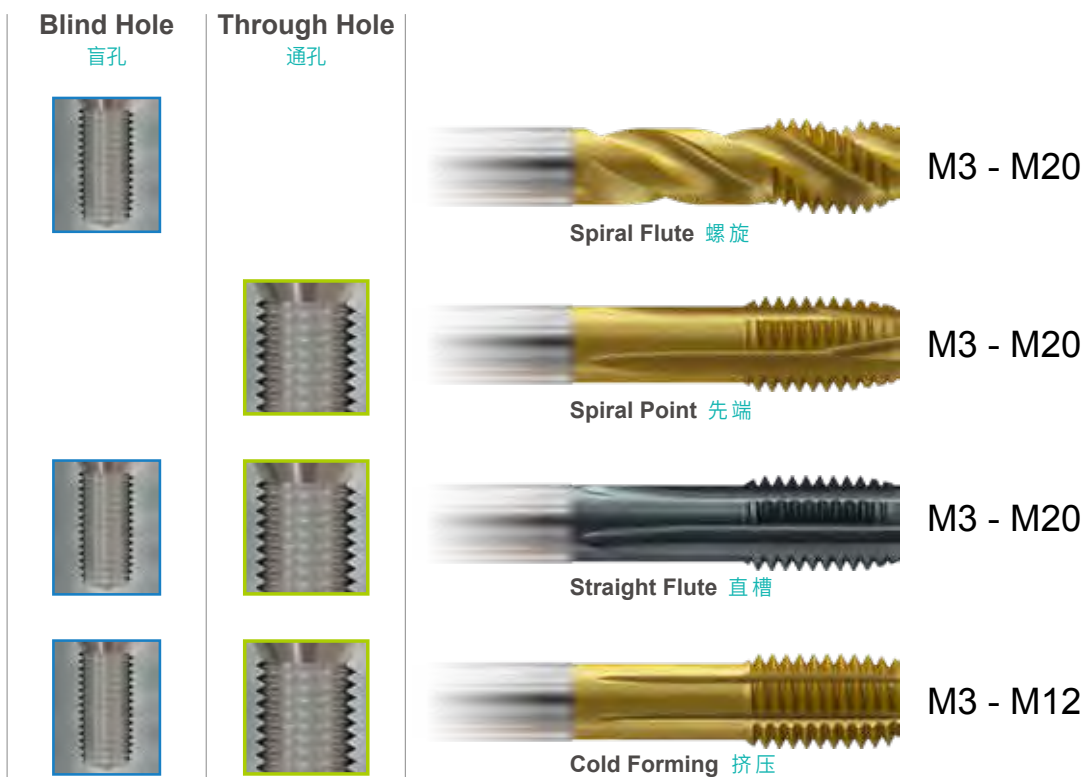 Blind Hole
盲孔
Through Hole
通孔
M3 - M20
Spiral Flute 螺旋
M3 - M20
Spiral Point 先端
M3 - M20
Straight Flute 直槽
M3 - M12
Cold Forming 挤压